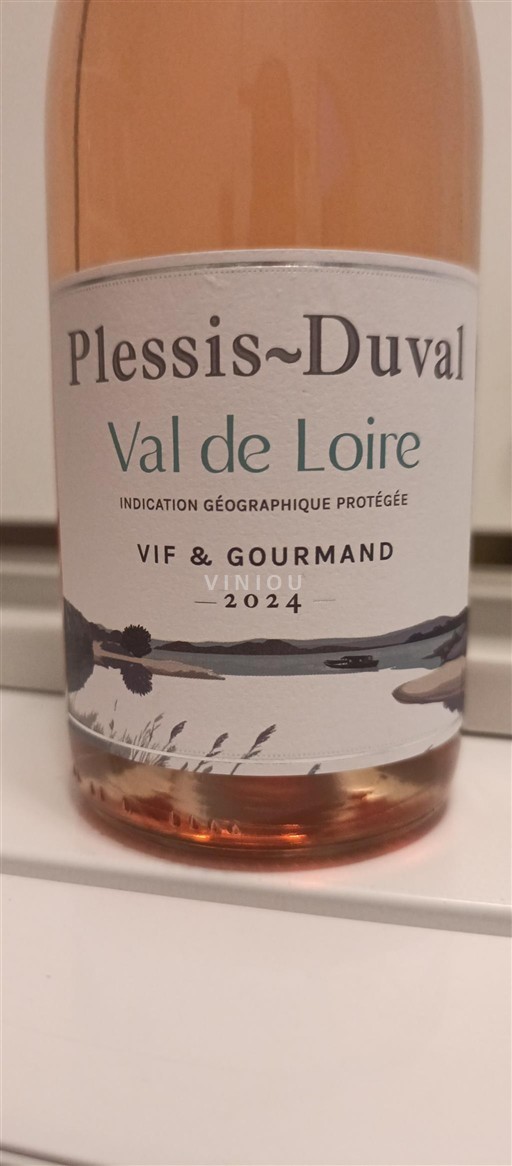 Plessis~Duval
Val de Loire
INDICATION GÉOGRAPHIQUE PROTÉGÉE
VIF & GOURMAND
VINIOU
—2024—